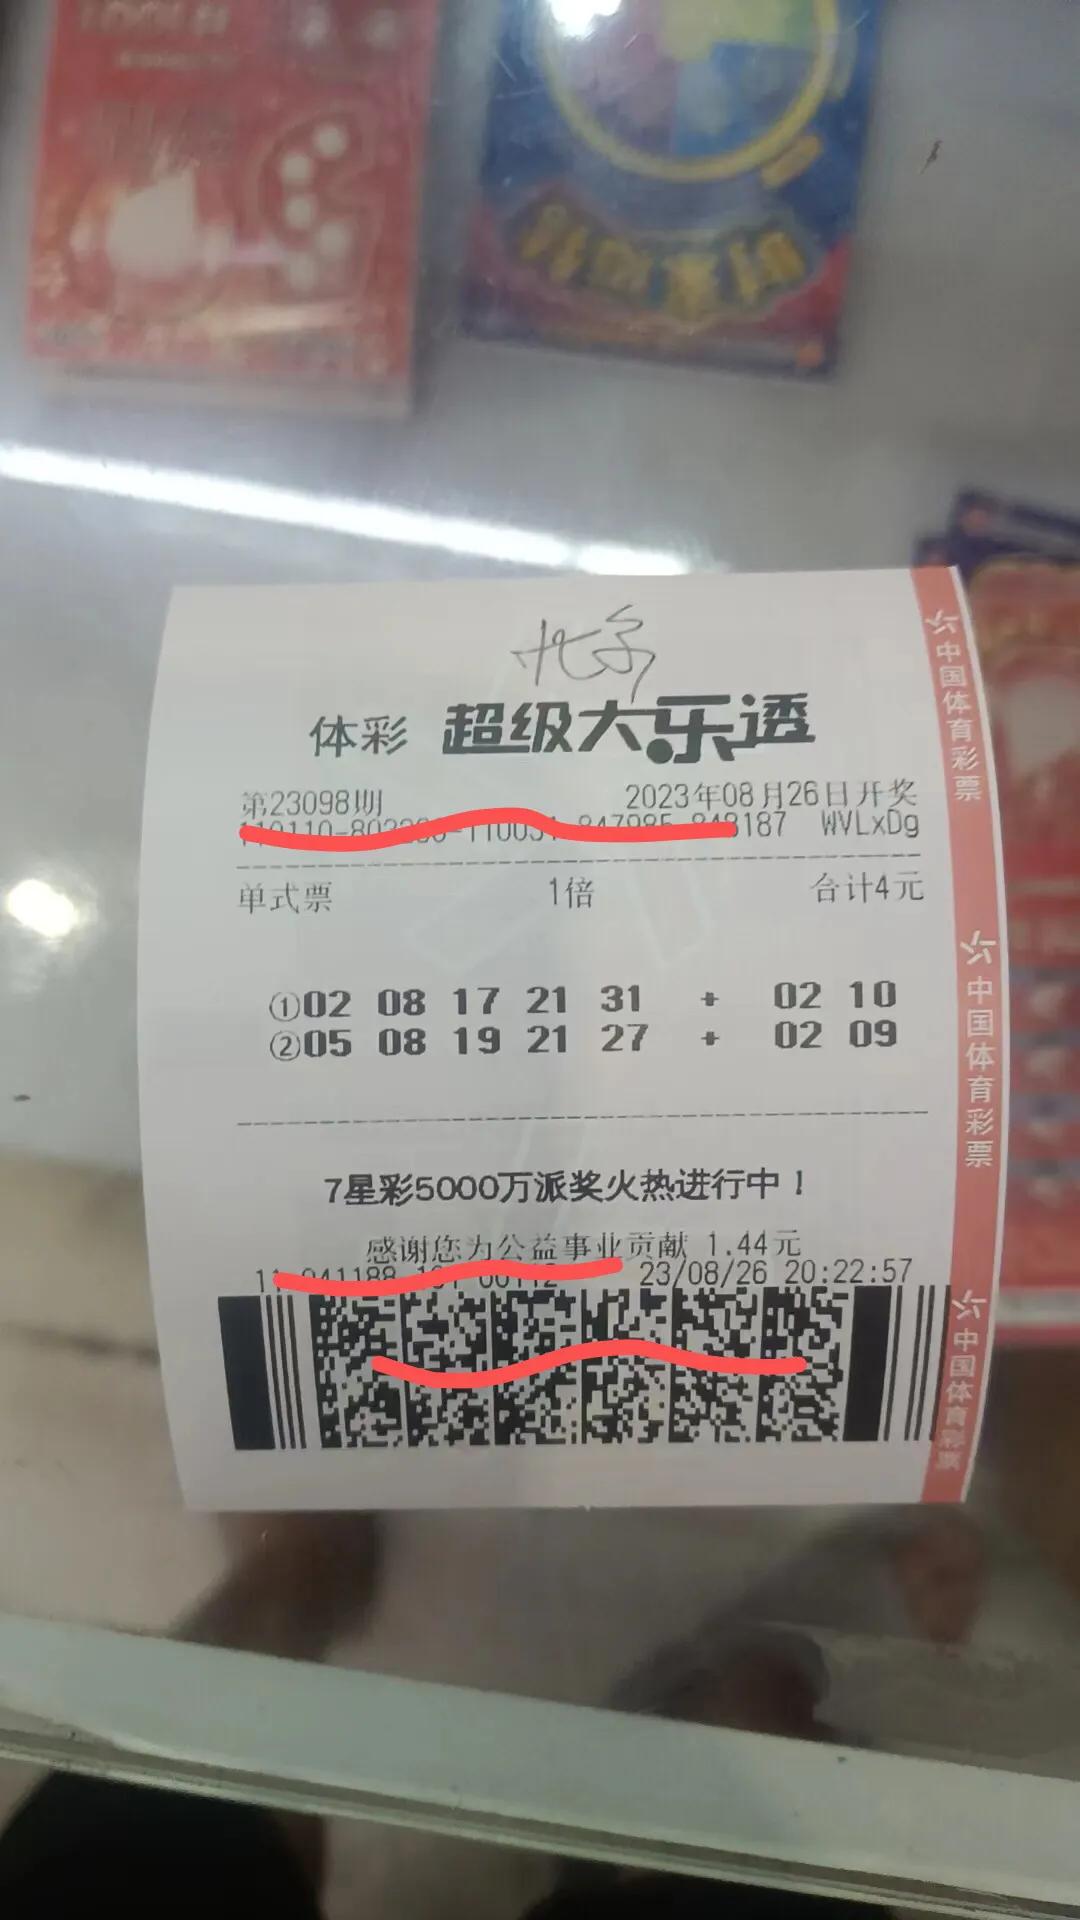 北京
体彩 超级大乐透
第23098期 2023年08月26日开奖
187 WVLxDg
单式票 1倍 合计4元
①02 08 17 21 31 + 02 10
②05 08 19 21 27 + 02 09
7星彩5000万派奖火热进行中！
感谢您为公益事业贡献 1.44元
23/08/26 20:22:57
中国体育彩票
中国体育彩票
中国体育彩票